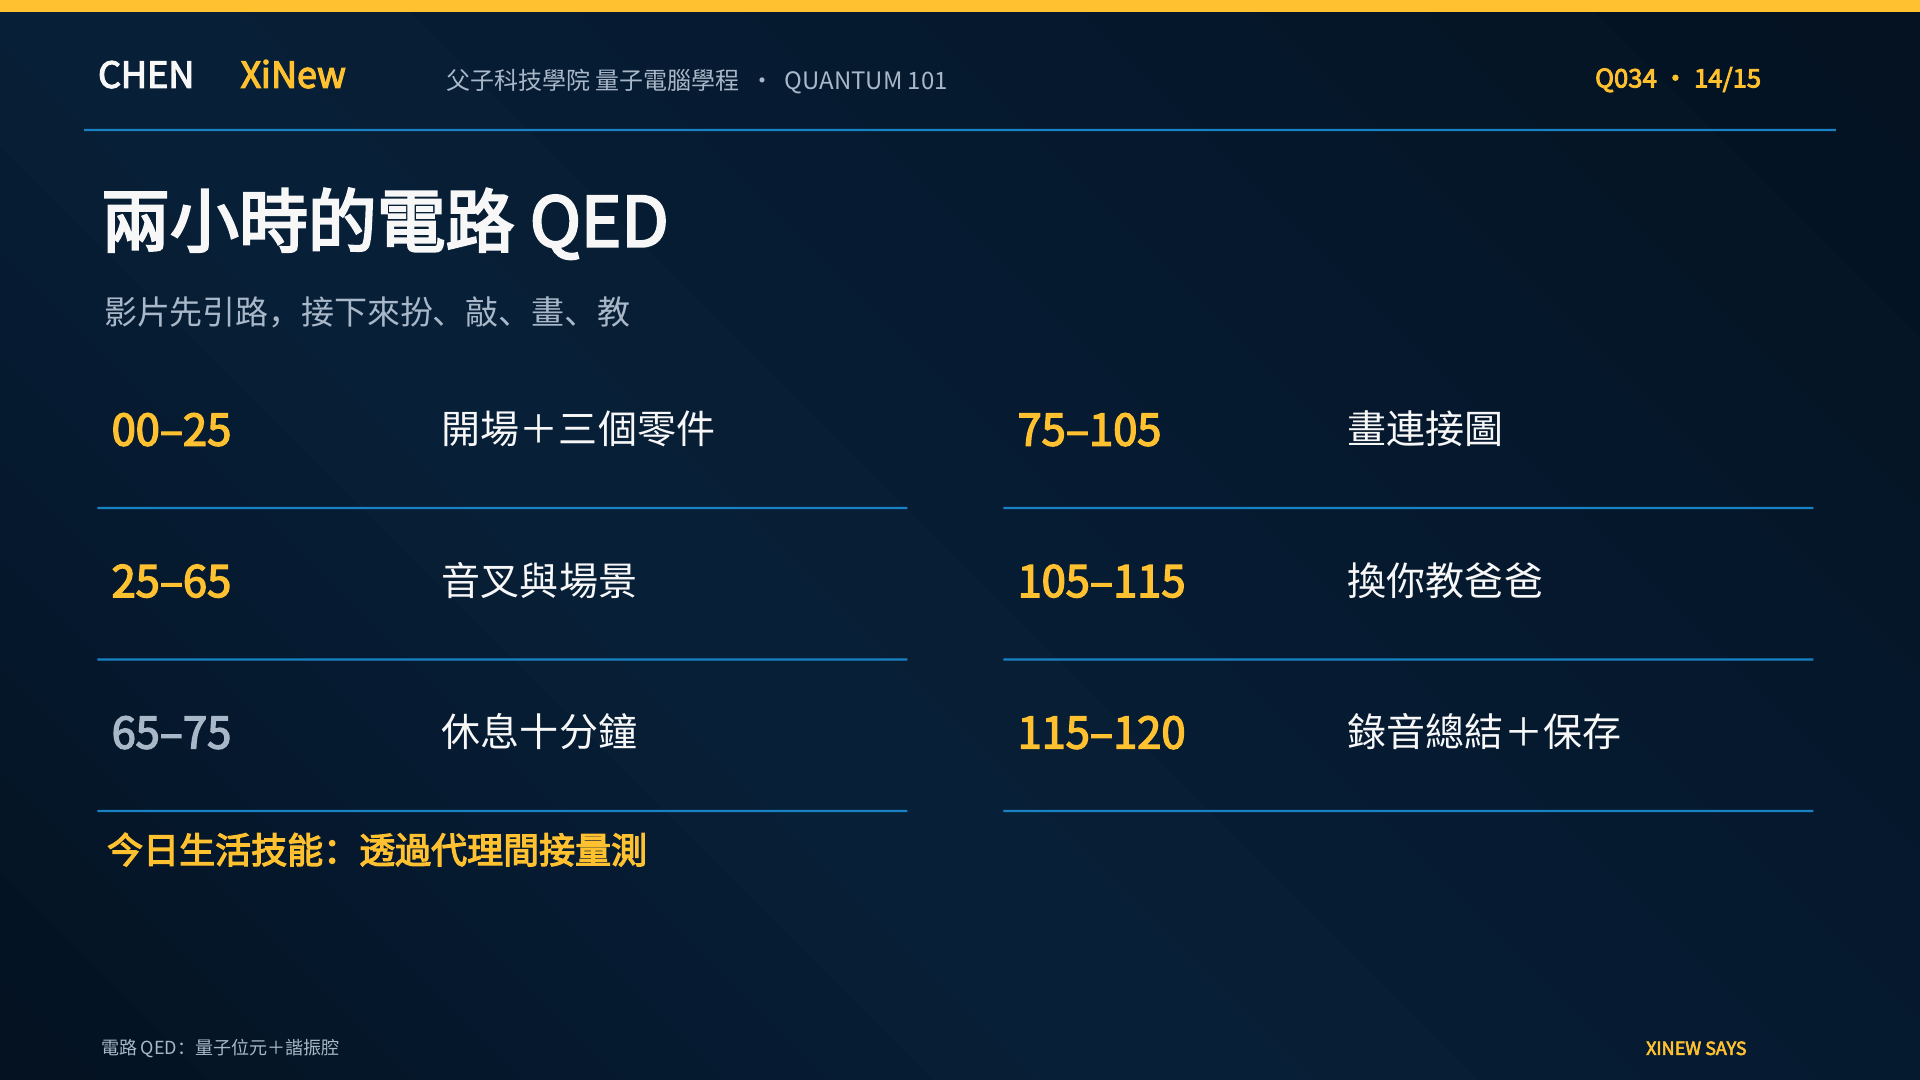 CHEN XiNew 父子科技學院 量子電腦學程 ・ QUANTUM 101 Q034 ・ 14/15
兩小時的電路 QED
影片先引路，接下來扮、敲、畫、教
00–25 開場＋三個零件
25–65 音叉與場景
65–75 休息十分鐘
75–105 畫連接圖
105–115 換你教爸爸
115–120 錄音總結＋保存
今日生活技能：透過代理間接量測
電路 QED：量子位元＋諧振腔
XINEW SAYS